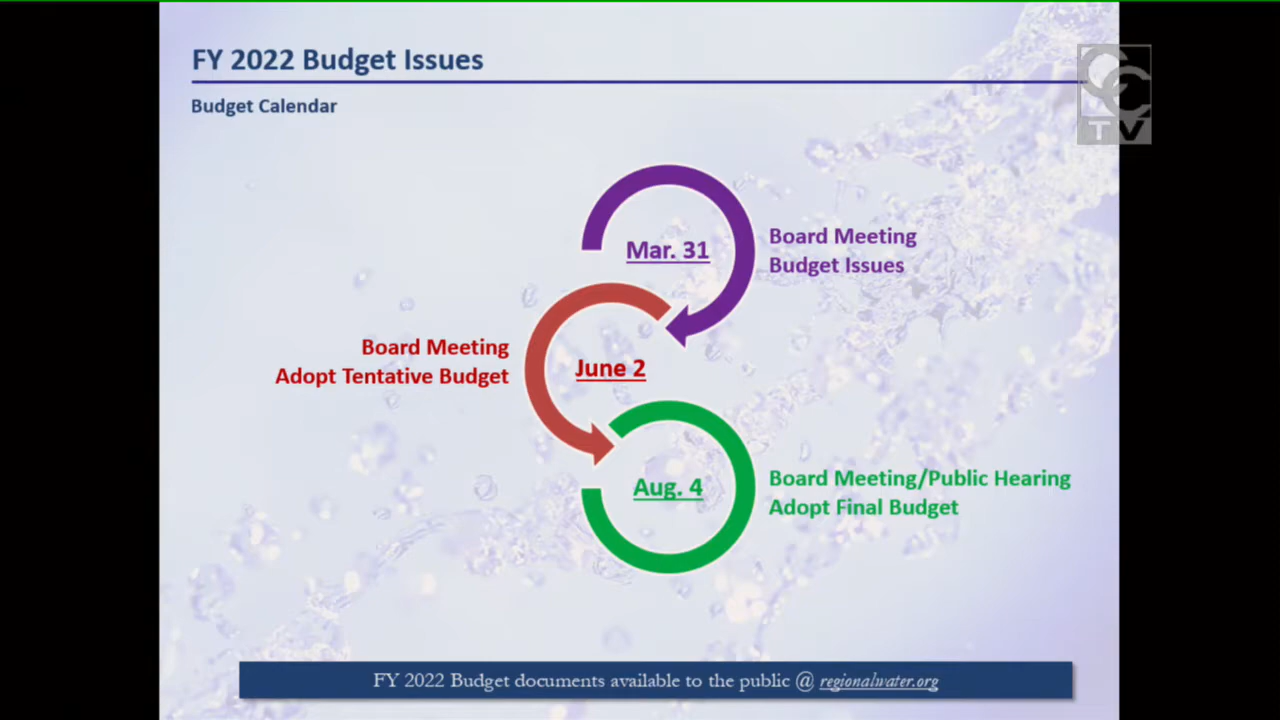 FY 2022 Budget Issues
Budget Calendar
CC
TV
Mar. 31
Board Meeting
Budget Issues
Board Meeting
Adopt Tentative Budget
June 2
Aug. 4
Board Meeting/Public Hearing
Adopt Final Budget
FY 2022 Budget documents available to the public @ regionalwater.org